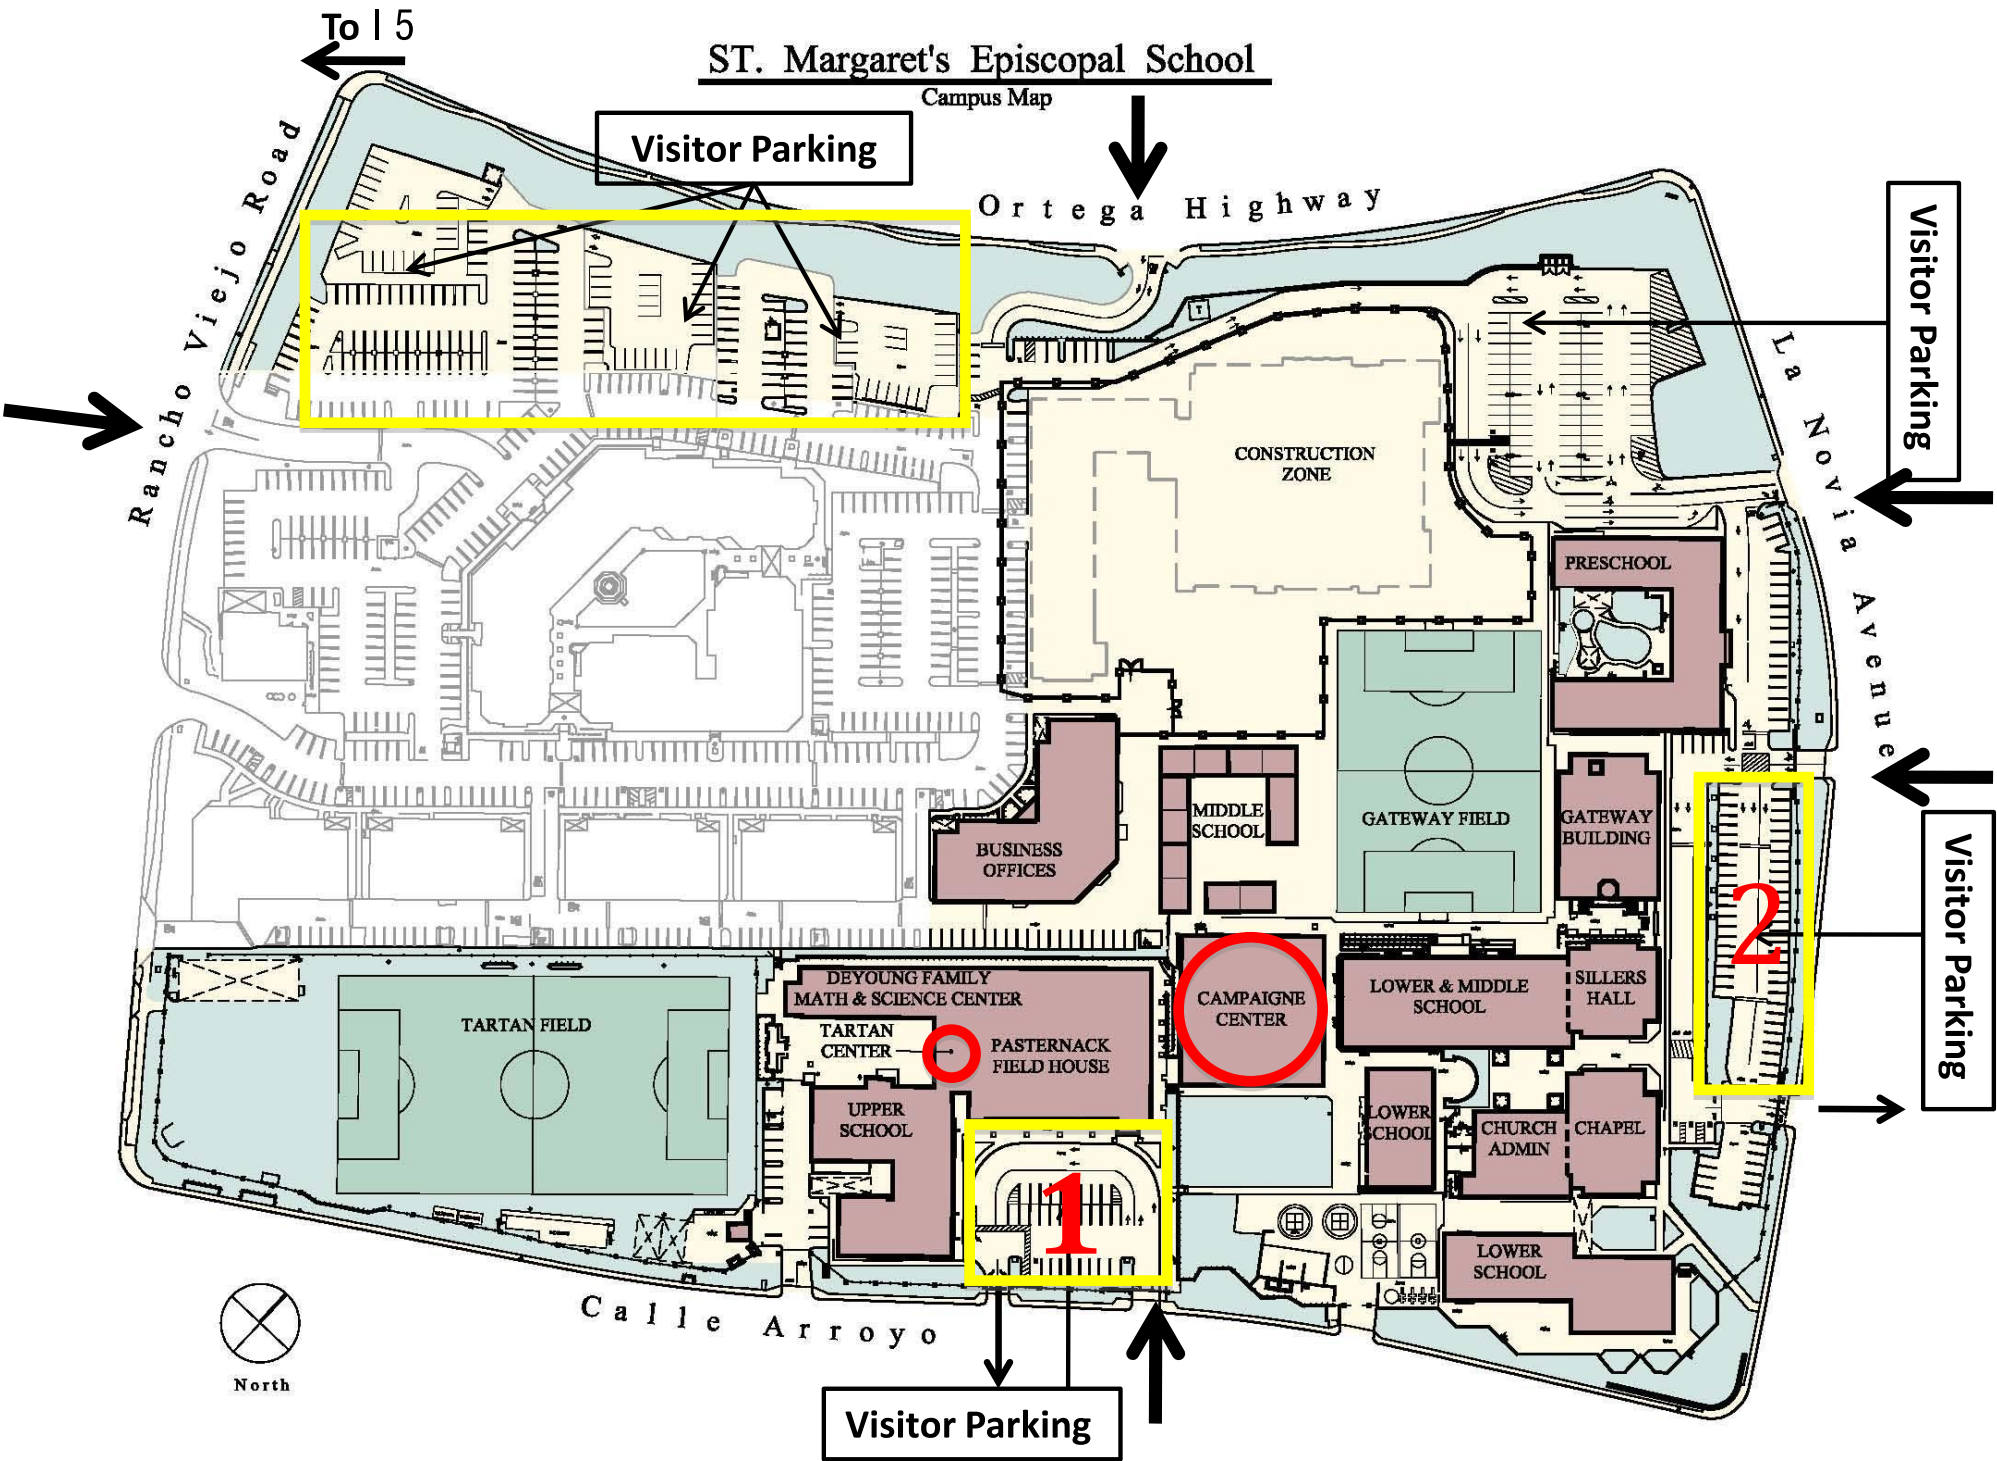 To I 5
ST. Margaret's Episcopal School
Campus Map
Visitor Parking
Ortega Highway
Rancho Viejo Road
Visitor Parking
La Novia Avenue
CONSTRUCTION
ZONE
PRESCHOOL
MIDDLE
SCHOOL
GATEWAY FIELD
GATEWAY
BUILDING
BUSINESS
OFFICES
2
Visitor Parking
DEYOUNG FAMILY
MATH & SCIENCE CENTER
TARTAN FIELD
TARTAN
CENTER
PASTERNACK
FIELD HOUSE
CAMPAIGNE
CENTER
LOWER & MIDDLE
SCHOOL
SILLERS
HALL
UPPER
SCHOOL
LOWER
SCHOOL
CHURCH
ADMIN
CHAPEL
1
LOWER
SCHOOL
Calle Arroyo
North
Visitor Parking